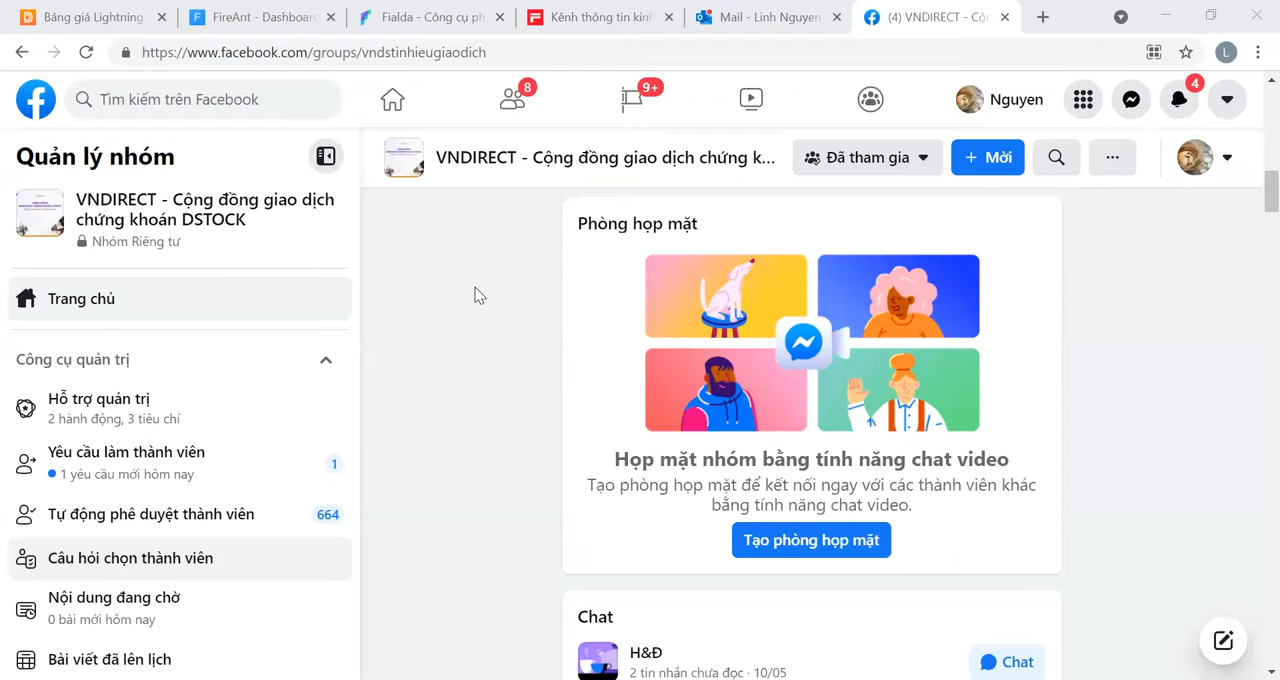 Bảng giá Lightning
FireAnt - Dashboar
Fialda - Công cụ ph
Kênh thông tin kinh
Mail - Linh Nguyen
(4) VNDIRECT - Cộn
https://www.facebook.com/groups/vndstinhieugiaodich
L
Tìm kiếm trên Facebook
8
9+
Nguyen
4
Quản lý nhóm
VNDIRECT - Cộng đồng giao dịch
chứng khoán DSTOCK
Nhóm Riêng tư
Trang chủ
Công cụ quản trị
Hỗ trợ quản trị
2 hành động, 3 tiêu chí
Yêu cầu làm thành viên
1 yêu cầu mới hôm nay
1
Tự động phê duyệt thành viên
664
Câu hỏi chọn thành viên
Nội dung đang chờ
0 bài mới hôm nay
Bài viết đã lên lịch
VNDIRECT - Cộng đồng giao dịch chứng k...
Đã tham gia
+ Mời
Phòng họp mặt
Họp mặt nhóm bằng tính năng chat video
Tạo phòng họp mặt để kết nối ngay với các thành viên khác
bằng tính năng chat video.
Tạo phòng họp mặt
Chat
H&Đ
2 tin nhắn chưa đọc · 10/05
Chat